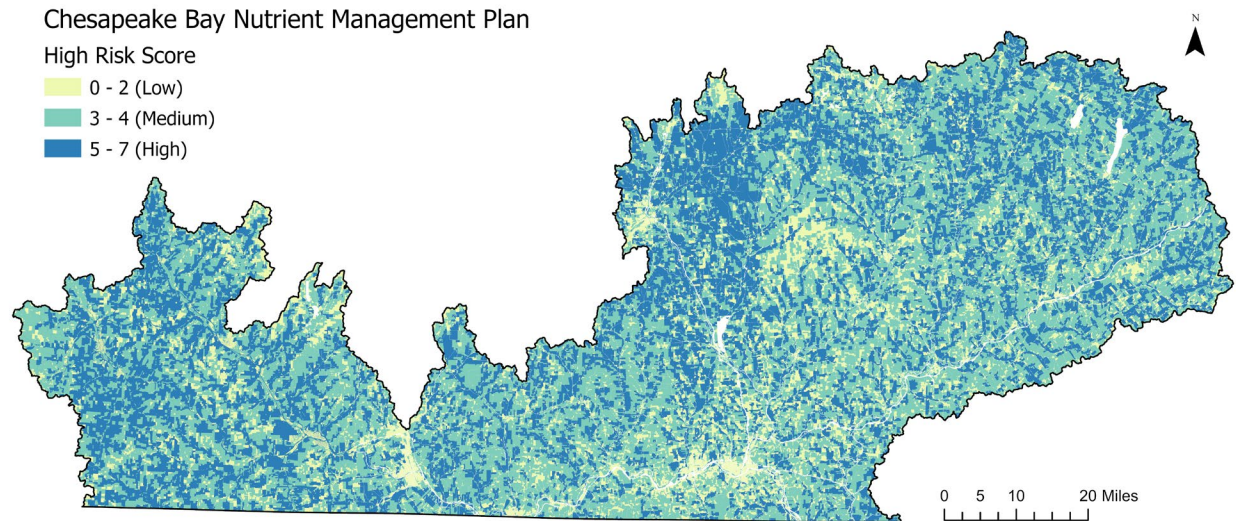 Chesapeake Bay Nutrient Management Plan
High Risk Score
0 - 2 (Low)
3 - 4 (Medium)
5 - 7 (High)
N
0 5 10 20 Miles